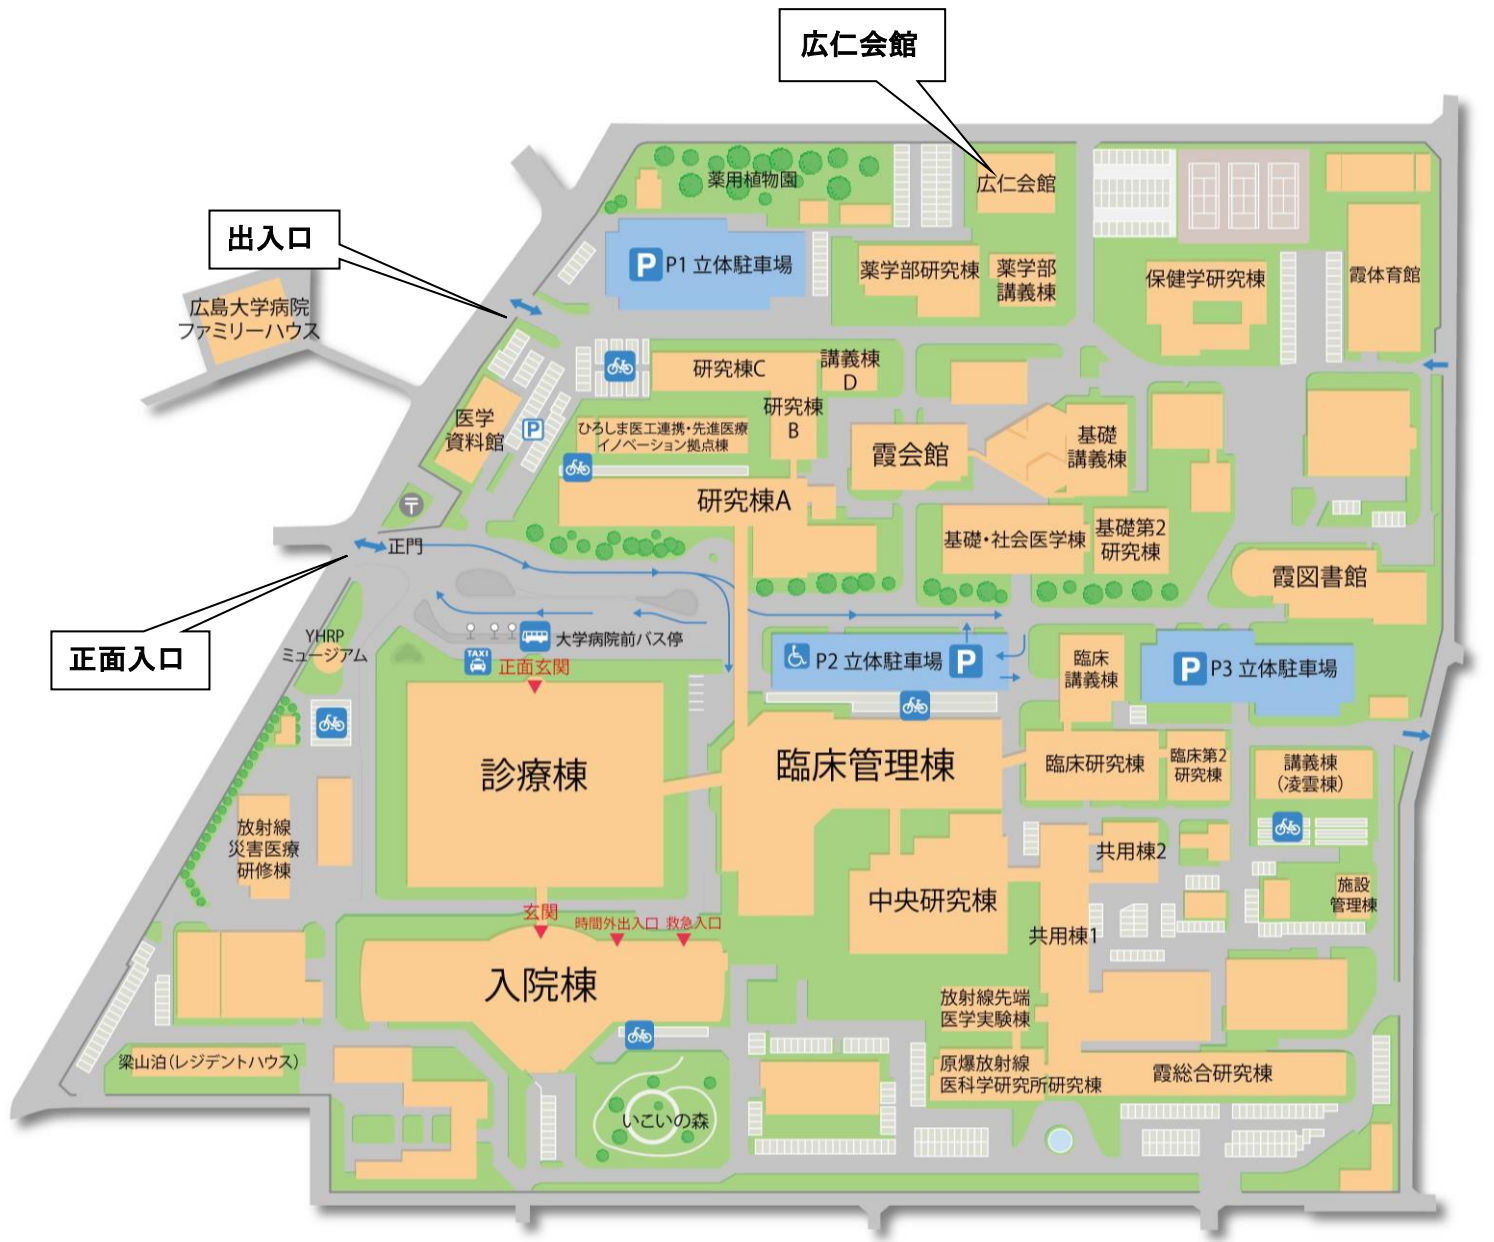 広仁会館
薬用植物園
広仁会館
出入口
P
P1 立体駐車場
薬学部研究棟
薬学部
講義棟
保健学研究棟
霞体育館
広島大学病院
ファミリーハウス
研究棟C
講義棟
D
医学
資料館
P
研究棟
B
ひろしま医工連携・先進医療
イノベーション拠点棟
霞会館
基礎
講義棟
研究棟A
〒
正門
基礎・社会医学棟
基礎第2
研究棟
霞図書館
正面入口
YHRP
ミュージアム
大学病院前バス停
TAXI
正面玄関
P2 立体駐車場
P
臨床
講義棟
P
P3 立体駐車場
診療棟
臨床管理棟
臨床研究棟
臨床第2
研究棟
講義棟
(凌雲棟)
放射線
災害医療
研修棟
共用棟2
中央研究棟
施設
管理棟
玄関
時間外出入口
救急入口
共用棟1
入院棟
放射線先端
医学実験棟
梁山泊(レジデントハウス)
原爆放射線
医科学研究所研究棟
霞総合研究棟
いこいの森